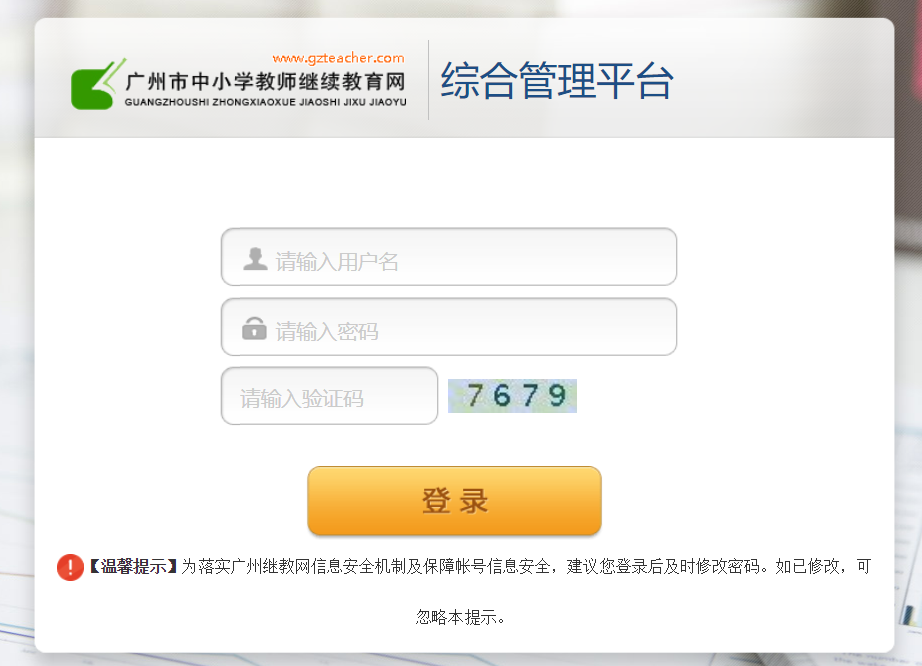 www.gzteacher.com
广州市中小学教师继续教育网
GUANGZHOUSHI ZHONGXIAOXUE JIAOSHI JIXU JIAOYU
综合管理平台
请输入用户名
请输入密码
请输入验证码
7679
登录
【温馨提示】为落实广州继教网信息安全机制及保障帐号信息安全，建议您登录后及时修改密码。如已修改，可
忽略本提示。